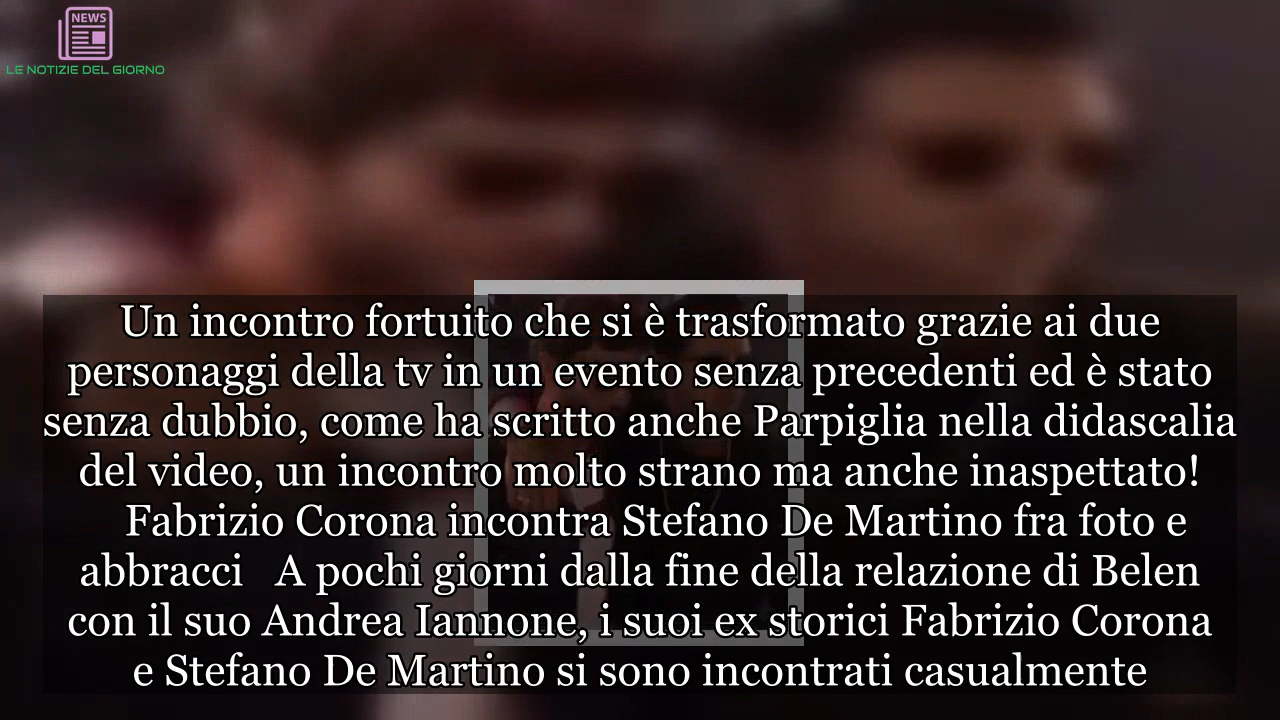 NEWS
LE NOTIZIE DEL GIORNO
Un incontro fortuito che si è trasformato grazie ai due
personaggi della tv in un evento senza precedenti ed è stato
senza dubbio, come ha scritto anche Parpiglia nella didascalia
del video, un incontro molto strano ma anche inaspettato!
Fabrizio Corona incontra Stefano De Martino fra foto e
abbracci   A pochi giorni dalla fine della relazione di Belen
con il suo Andrea Iannone, i suoi ex storici Fabrizio Corona
e Stefano De Martino si sono incontrati casualmente